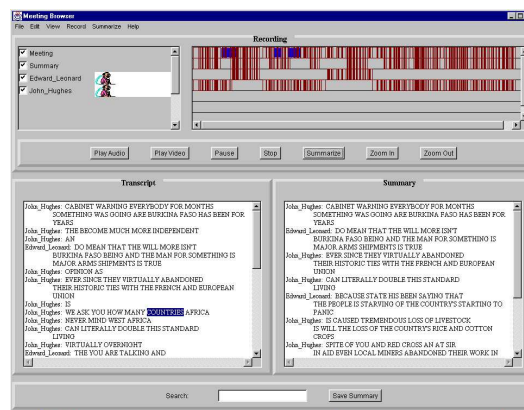 Meeting Browser
File Edit View Record Summarize Help
Recording
Meeting
Summary
Edward_Leonard
John_Hughes
Play Audio Play Video Pause Stop Summarize Zoom In Zoom Out
Transcript
John_Hughes: CABINET WARNING EVERYBODY FOR MONTHS
SOMETHING WAS GOING ARE BURKINA FASO HAS BEEN FOR
YEARS
John_Hughes: THE BECOME MUCH MORE INDEPENDENT
John_Hughes: AN
Edward_Leonard: DO MEAN THAT THE WILL MORE ISN'T
BURKINA FASO BEING AND THE MAN FOR SOMETHING IS
MAJOR ARMS SHIPMENTS IS TRUE
John_Hughes: OPINION AS
John_Hughes: EVER SINCE THEY VIRTUALLY ABANDONED
THEIR HISTORIC TIES WITH THE FRENCH AND EUROPEAN
UNION
John_Hughes: IS
John_Hughes: WE ASK YOU HOW MANY COUNTRIES AFRICA
John_Hughes: NEVER MIND WEST AFRICA
John_Hughes: CAN LITERALLY DOUBLE THIS STANDARD
LIVING
John_Hughes: VIRTUALLY OVERNIGHT
Edward_Leonard: THE YOU ARE TALKING AND
Summary
John_Hughes: CABINET WARNING EVERYBODY FOR MONTHS
SOMETHING WAS GOING ARE BURKINA FASO HAS BEEN FOR
YEARS
Edward_Leonard: DO MEAN THAT THE WILL MORE ISN'T
BURKINA FASO BEING AND THE MAN FOR SOMETHING IS
MAJOR ARMS SHIPMENTS IS TRUE
John_Hughes: EVER SINCE THEY VIRTUALLY ABANDONED
THEIR HISTORIC TIES WITH THE FRENCH AND EUROPEAN
UNION
John_Hughes: CAN LITERALLY DOUBLE THIS STANDARD
LIVING
Edward_Leonard: BECAUSE STATE HIS BEEN SAYING THAT
THE PEOPLE IS STARVING OF THE COUNTRY'S STARTING TO
PANIC
John_Hughes: IS CAUSED TREMENDOUS LOSS OF LIVESTOCK
IS WILL THE LOSS OF THE COUNTRY'S RICE AND COTTON
CROPS
John_Hughes: SPITE OF YOU AND RED CROSS AN AT SIR
IN AID EVEN LOCAL MINERS ABANDONED THEIR WORK IN
Search: Save Summary